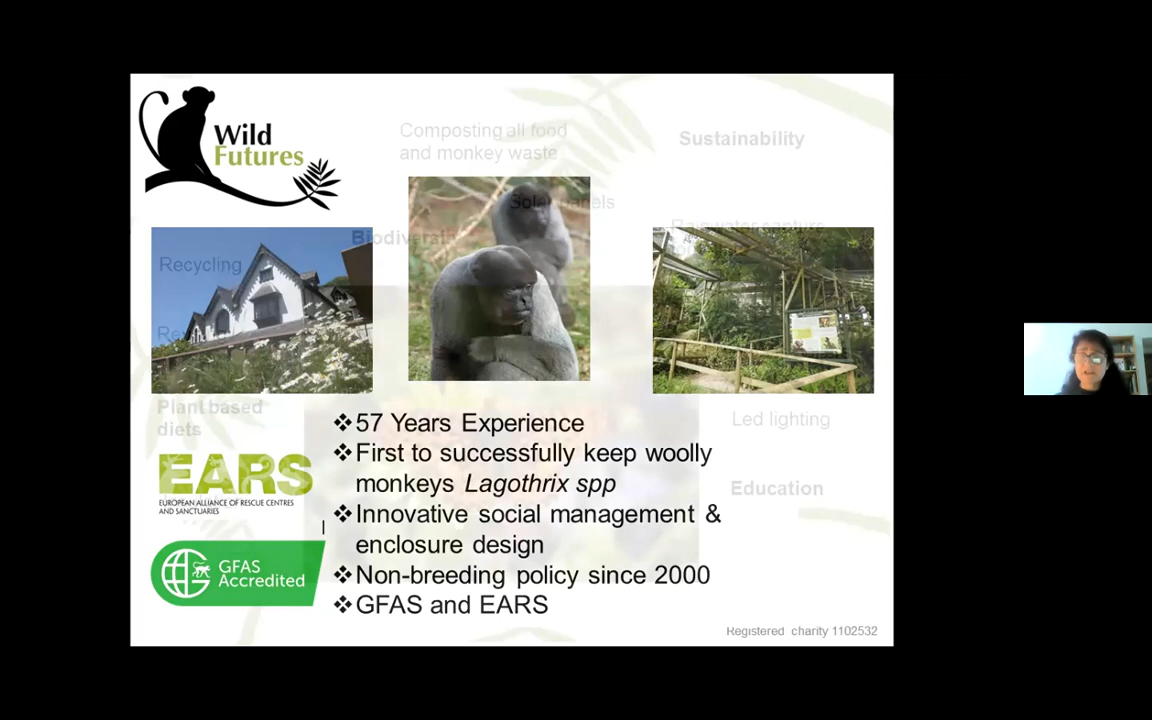 Wild
Futures
Composting all food
and monkey waste
Sustainability
Solar panels
Rainwater capture
Biodiversity
Recycling
Plant based
diets
❖57 Years Experience
❖First to successfully keep woolly
monkeys Lagothrix spp
❖Innovative social management &
enclosure design
❖Non-breeding policy since 2000
❖GFAS and EARS
Led lighting
Education
EARS
EUROPEAN ALLIANCE OF RESCUE CENTRES
AND SANCTUARIES
GFAS
Accredited
Registered charity 1102532